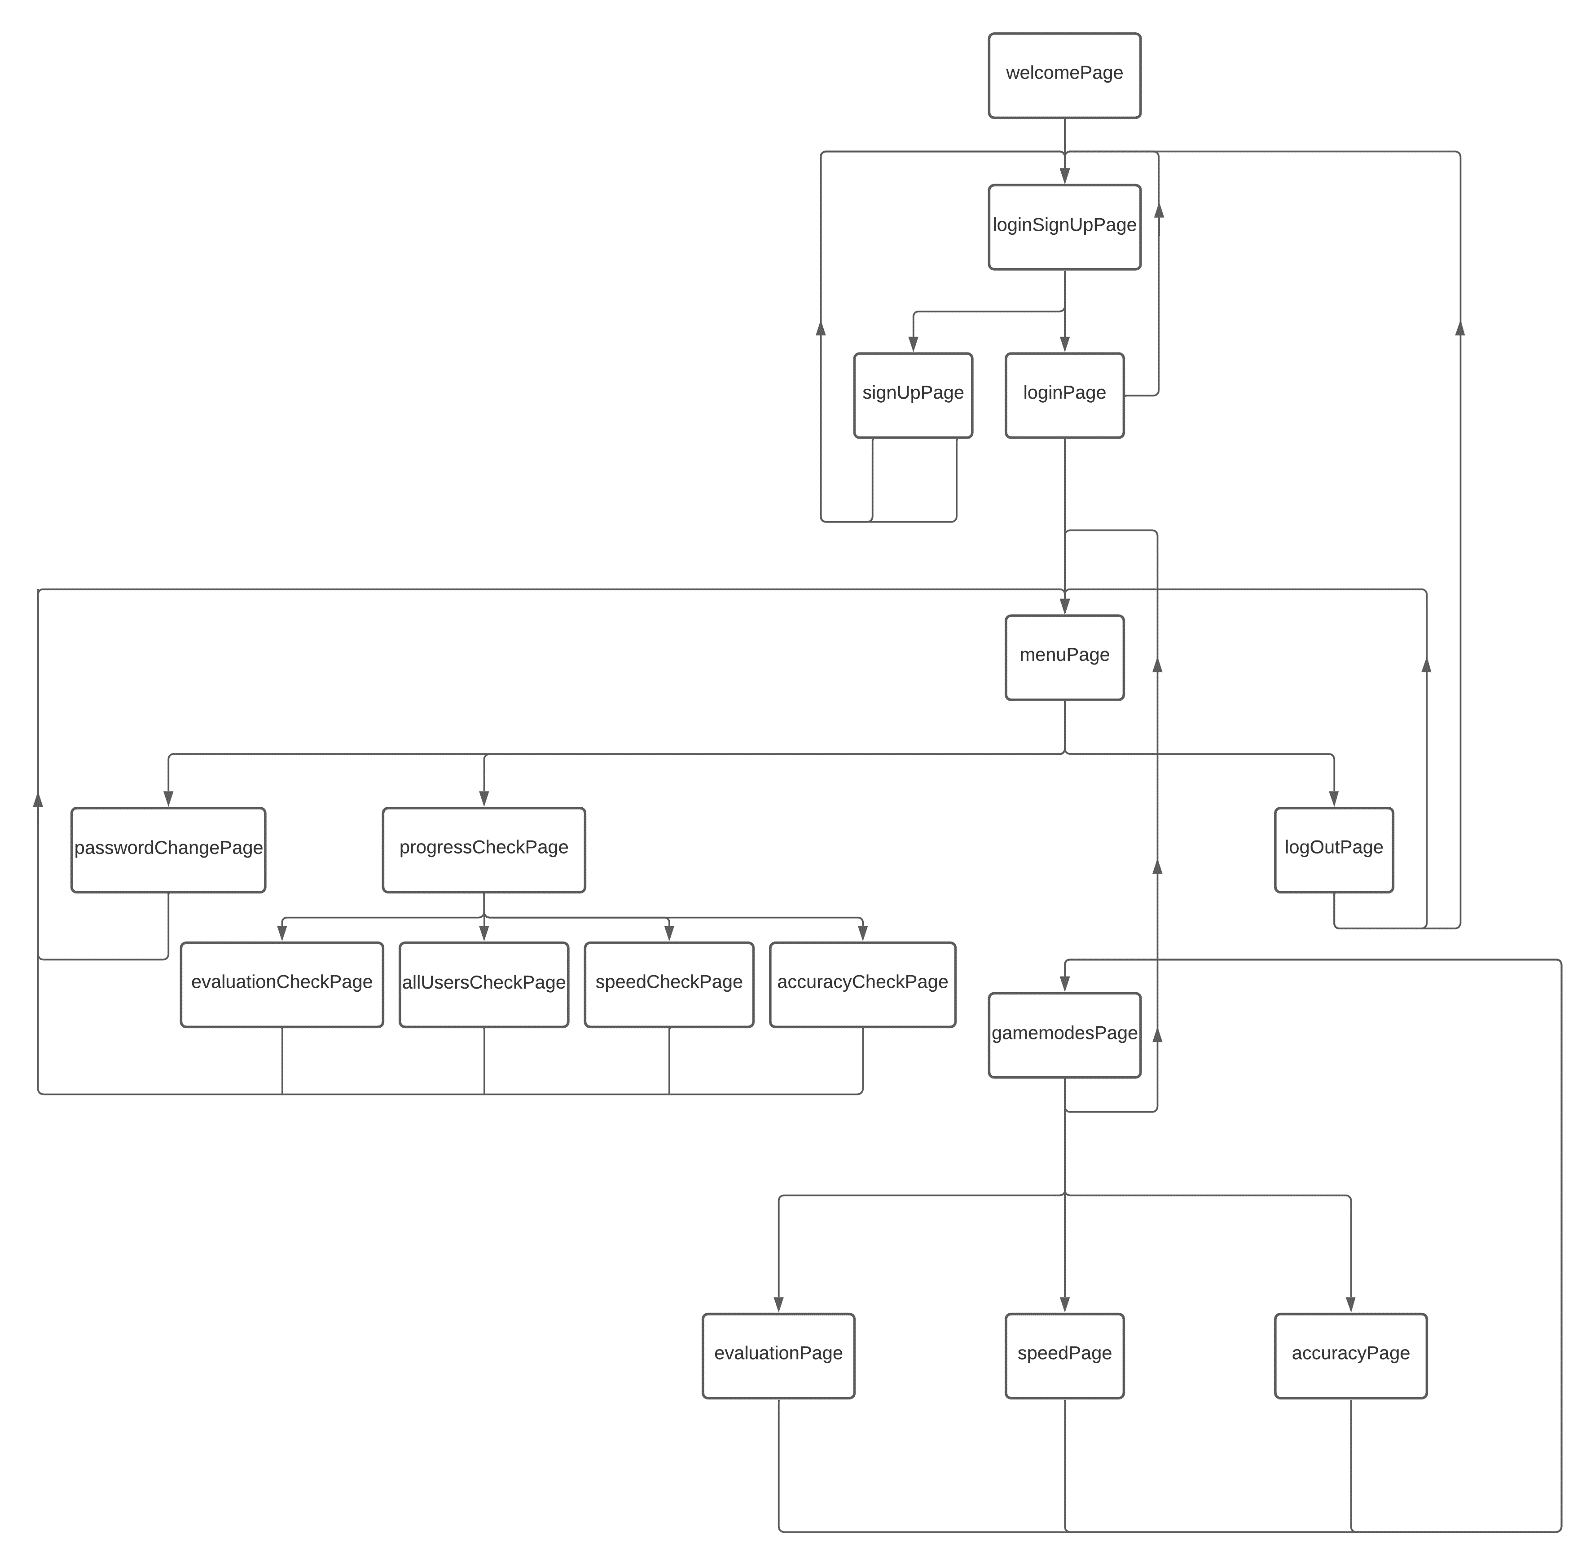 welcomePage
loginSignUpPage
signUpPage
loginPage
menuPage
passwordChangePage
progressCheckPage
logOutPage
evaluationCheckPage
allUsersCheckPage
speedCheckPage
accuracyCheckPage
gamemodesPage
evaluationPage
speedPage
accuracyPage